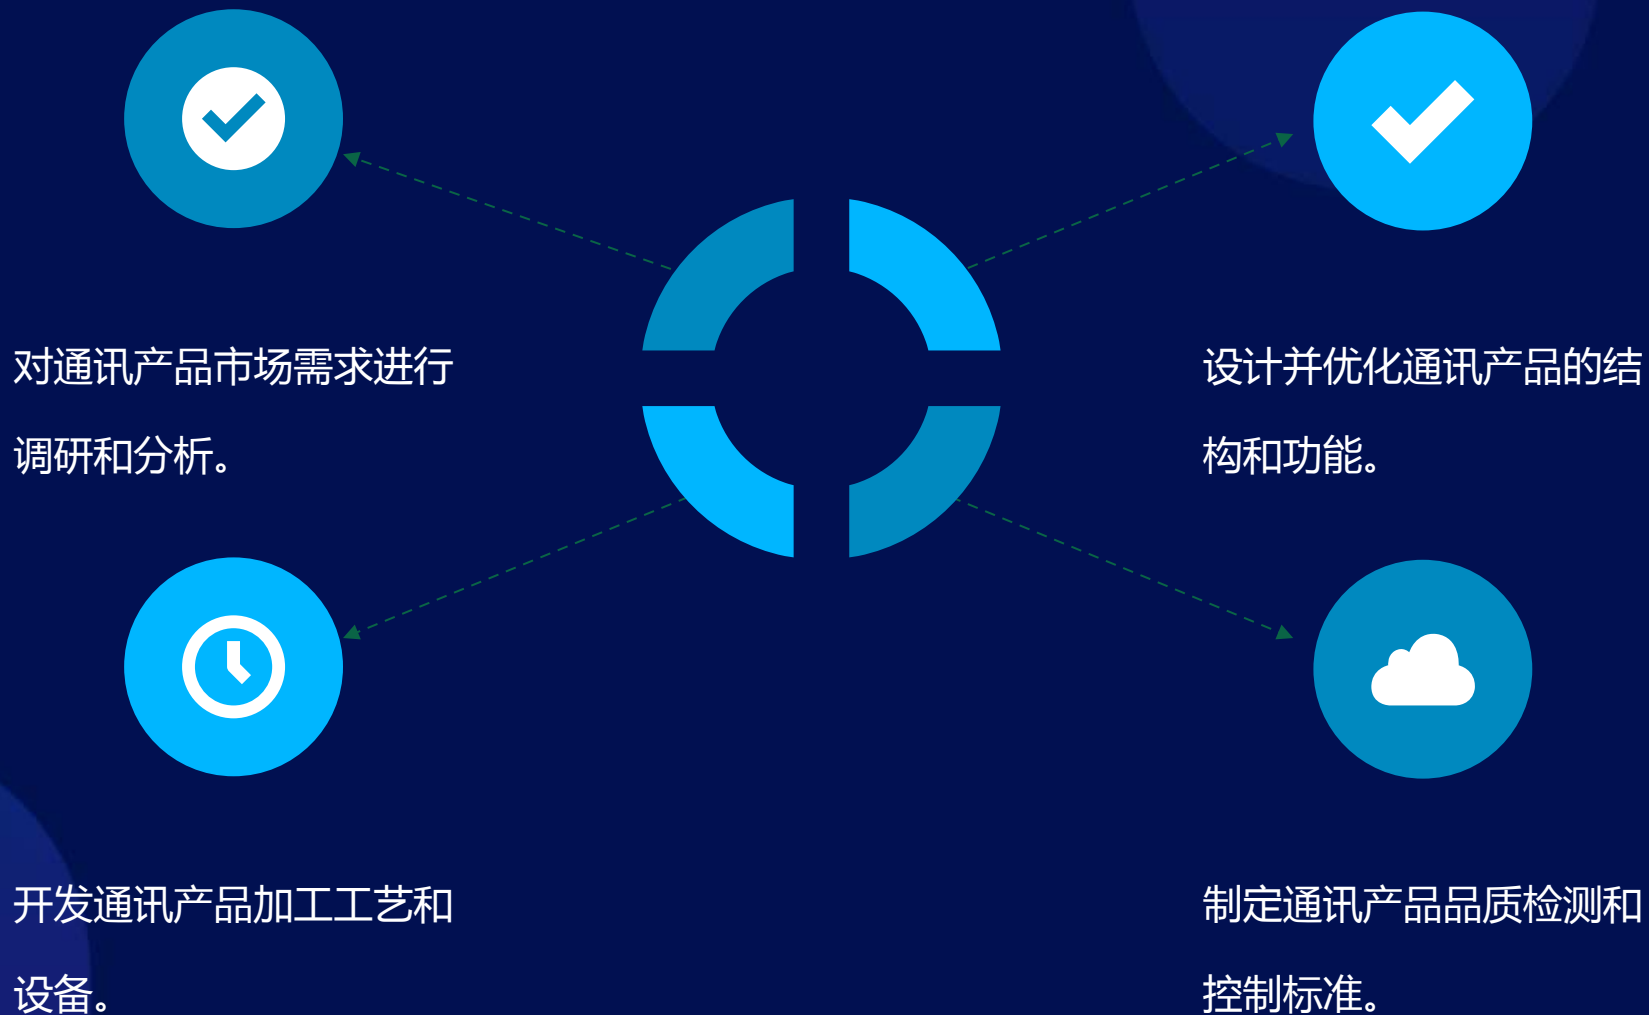 对通讯产品市场需求进行
调研和分析。
设计并优化通讯产品的结
构和功能。
开发通讯产品加工工艺和
设备。
制定通讯产品品质检测和
控制标准。